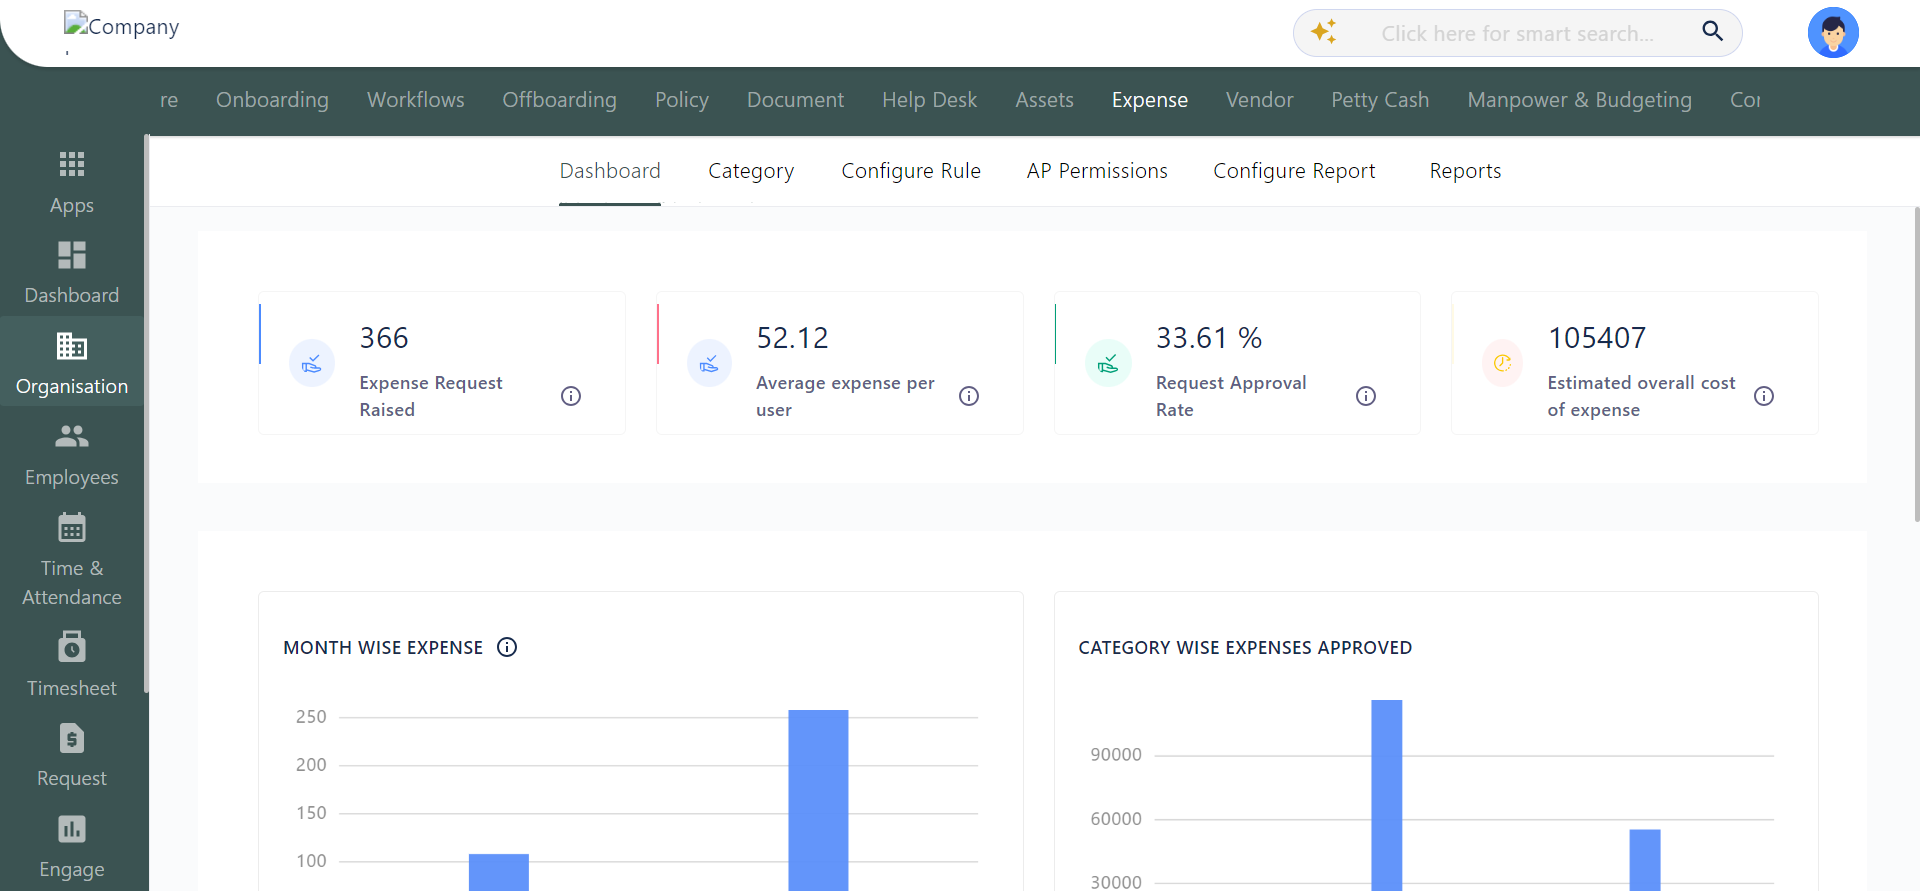 Company
Click here for smart search...
re Onboarding Workflows Offboarding Policy Document Help Desk Assets Expense Vendor Petty Cash Manpower & Budgeting Cor
Dashboard Category Configure Rule AP Permissions Configure Report Reports
Apps
Dashboard
Organisation
Employees
Time &
Attendance
Timesheet
Request
Engage
366
Expense Request
Raised
52.12
Average expense per
user
33.61 %
Request Approval
Rate
105407
Estimated overall cost
of expense
MONTH WISE EXPENSE
250
200
150
100
CATEGORY WISE EXPENSES APPROVED
90000
60000
30000